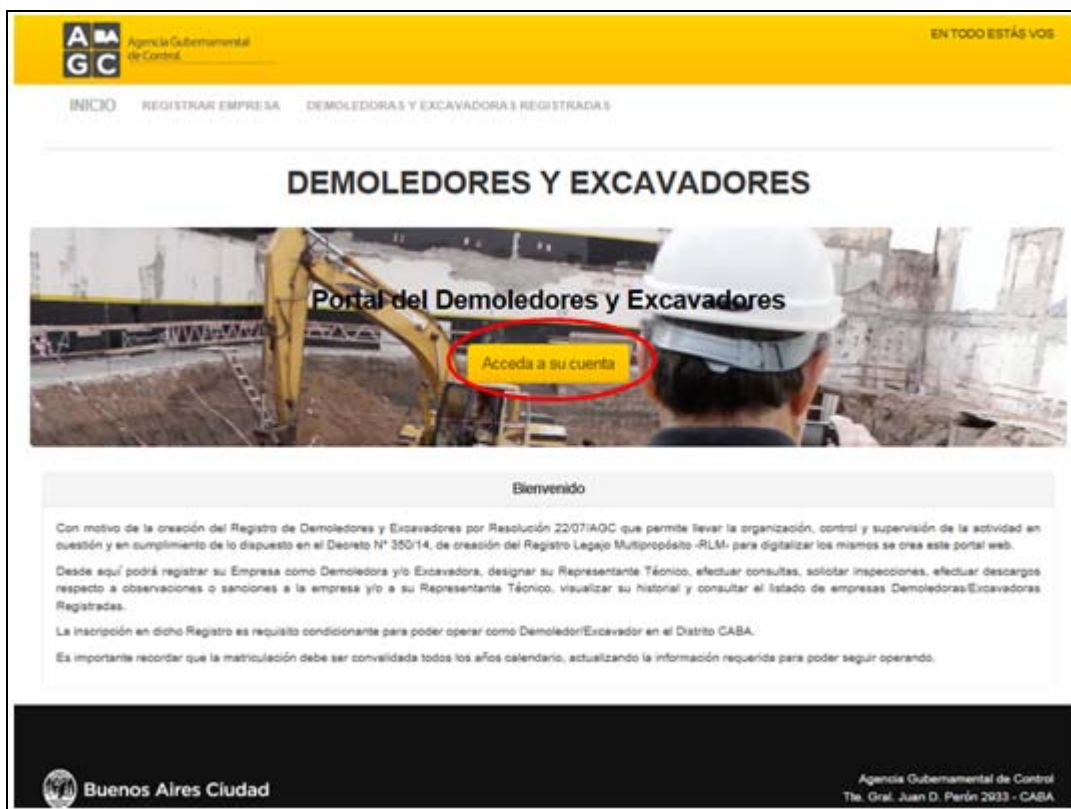 A BA
G C
Agencia Gubernamental
de Control
EN TODO ESTÁS VOS
INICIO REGISTRAR EMPRESA DEMOLEDORAS Y EXCAVADORAS REGISTRADAS
DEMOLEDORES Y EXCAVADORES
Portal del Demoledores y Excavadores
Acceda a su cuenta
Bienvenido
Con motivo de la creación del Registro de Demoledores y Excavadores por Resolución 22/07/AGC que permite llevar la organización, control y supervisión de la actividad en
cuestión y en cumplimiento de lo dispuesto en el Decreto N° 350/14, de creación del Registro Legajo Multipropósito -RLM- para digitalizar los mismos se crea este portal web.
Desde aquí podrá registrar su Empresa como Demoledora y/o Excavadora, designar su Representante Técnico, efectuar consultas, solicitar inspecciones, efectuar descargos
respecto a observaciones o sanciones a la empresa y/o a su Representante Técnico, visualizar su historial y consultar el listado de empresas Demoledoras/Excavadoras
Registradas.
La inscripción en dicho Registro es requisito condicionante para poder operar como Demoledor/Excavador en el Distrito CABA.
Es importante recordar que la matriculación debe ser convalidada todos los años calendario, actualizando la información requerida para poder seguir operando.
Buenos Aires Ciudad
Agencia Gubernamental de Control
Tte. Gral. Juan D. Perón 2933 - CABA